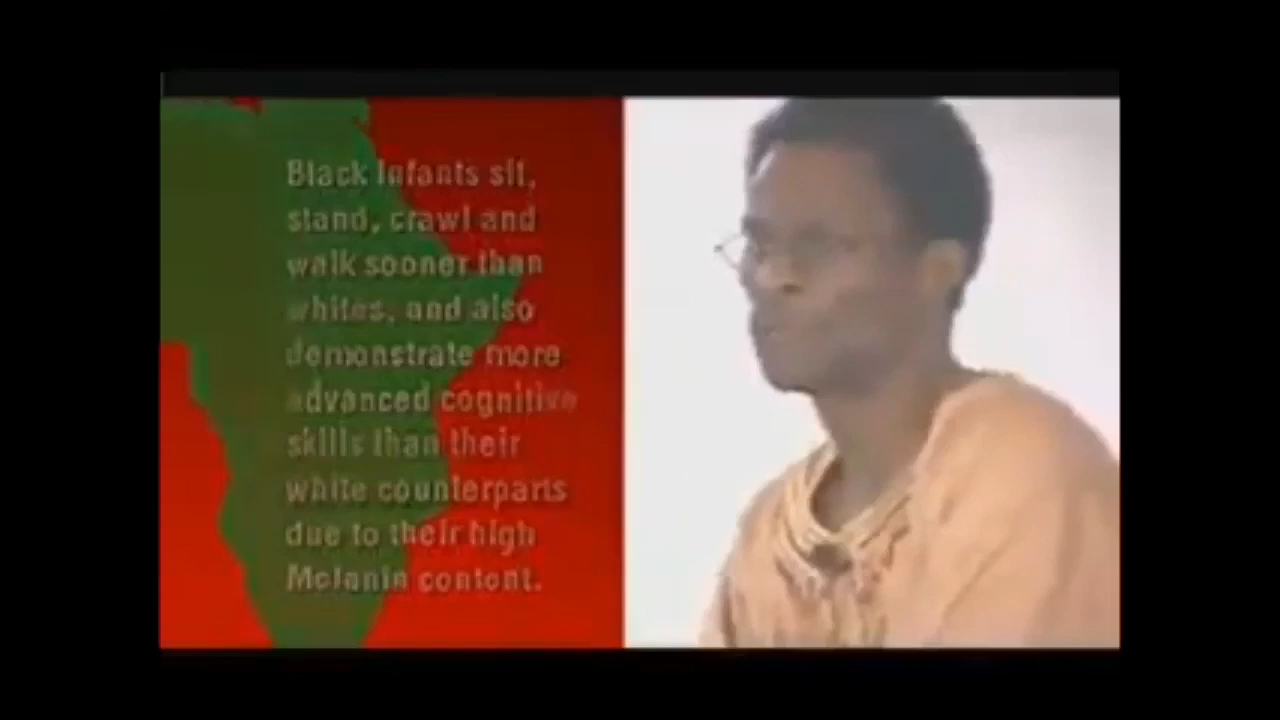 Black Infants sit,
stand, crawl and
walk sooner than
whites, and also
demonstrate more
advanced cognitive
skills than their
white counterparts
due to their high
Melanin content.